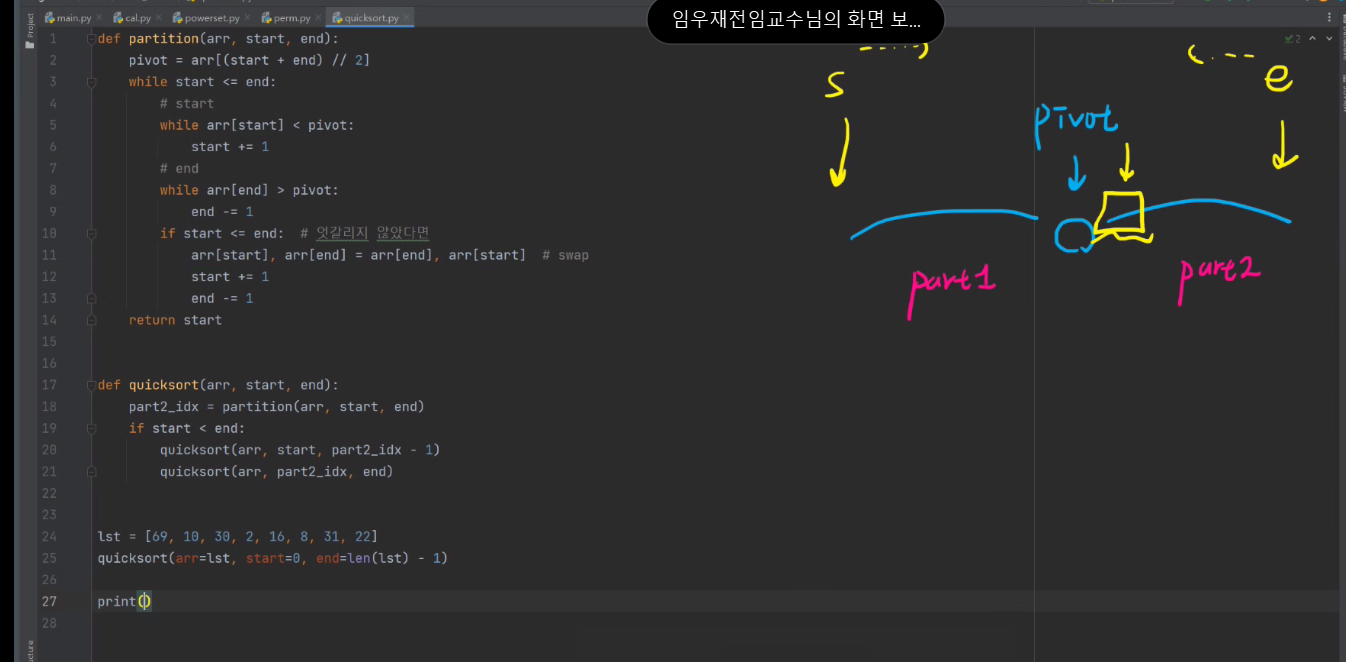 임우재전임교수님의 화면 보...
Project
main.py
cal.py
powerset.py
perm.py
quicksort.py
2
1 def partition(arr, start, end):
2 pivot = arr[(start + end) // 2]
3 while start <= end:
4 # start
5 while arr[start] < pivot:
6 start += 1
7 # end
8 while arr[end] > pivot:
9 end -= 1
10 if start <= end:  # 엇갈리지 않았다면
11 arr[start], arr[end] = arr[end], arr[start]  # swap
12 start += 1
13 end -= 1
14 return start
15
16
17 def quicksort(arr, start, end):
18 part2_idx = partition(arr, start, end)
19 if start < end:
20 quicksort(arr, start, part2_idx - 1)
21 quicksort(arr, part2_idx, end)
22
23
24 lst = [69, 10, 30, 2, 16, 8, 31, 22]
25 quicksort(arr=lst, start=0, end=len(lst) - 1)
26
27 print()
28
s
e
pivot
part1
part2